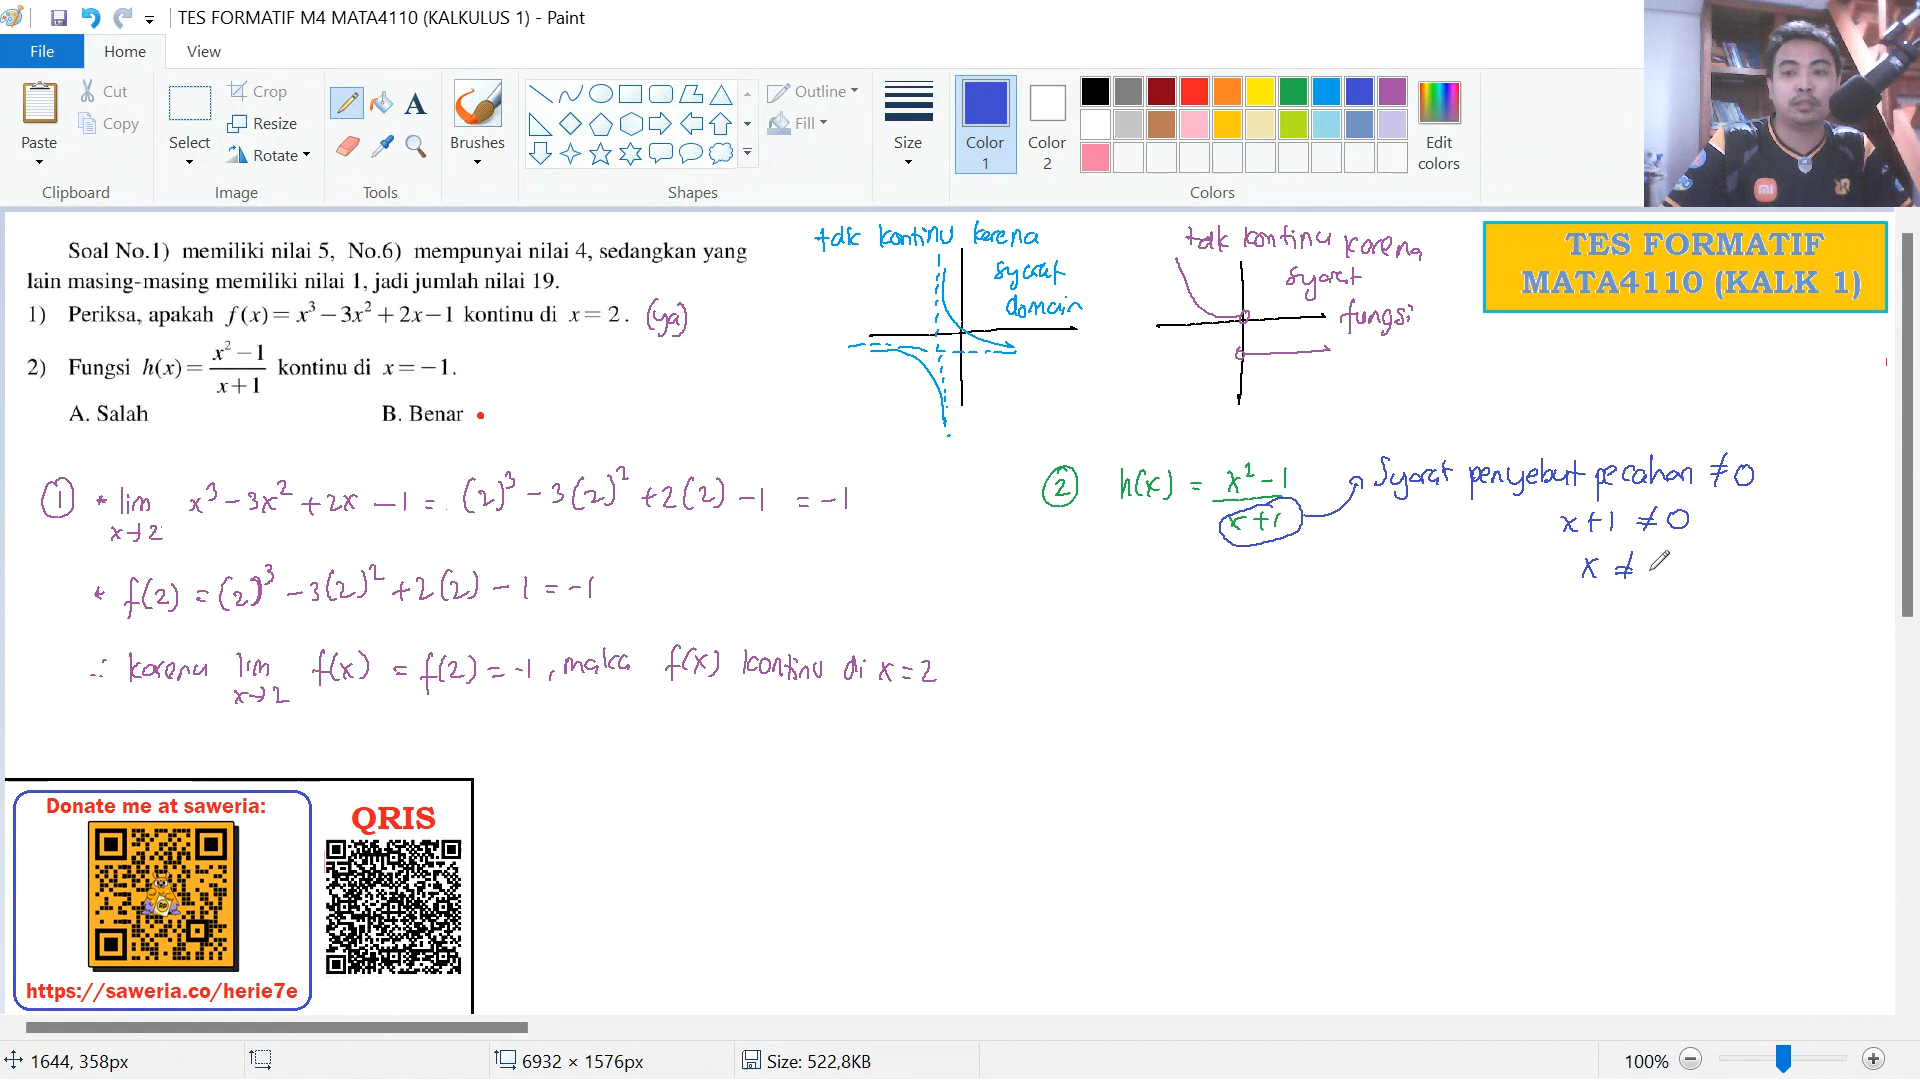 TES FORMATIF M4 MATA4110 (KALKULUS 1) - Paint
File Home View
Paste
Cut
Copy
Clipboard
Select
Crop
Resize
Rotate
Image
Tools
Brushes
Shapes
Outline
Fill
Size
Color 1
Color 2
Edit colors
Colors
Soal No.1) memiliki nilai 5, No.6) mempunyai nilai 4, sedangkan yang
lain masing-masing memiliki nilai 1, jadi jumlah nilai 19.
1) Periksa, apakah f(x) = x³ − 3x² + 2x − 1 kontinu di x = 2. (ya)
2) Fungsi h(x) = (x² − 1)/(x + 1) kontinu di x = −1.
A. Salah B. Benar
tdk kontinu karena
syarat
domain
tdk kontinu karena
syarat
fungsi
TES FORMATIF
MATA4110 (KALK 1)
① * lim x→2 x³ − 3x² + 2x − 1 = (2)³ − 3(2)² + 2(2) − 1 = −1
* f(2) = (2)³ − 3(2)² + 2(2) − 1 = −1
∴ karena lim x→2 f(x) = f(2) = −1, maka f(x) kontinu di x = 2
② h(x) = (x² − 1)/(x + 1) → Syarat penyebut pecahan ≠ 0
x + 1 ≠ 0
x ≠
Donate me at saweria:
https://saweria.co/herie7e
QRIS
1644, 358px
6932 × 1576px
Size: 522,8KB
100%